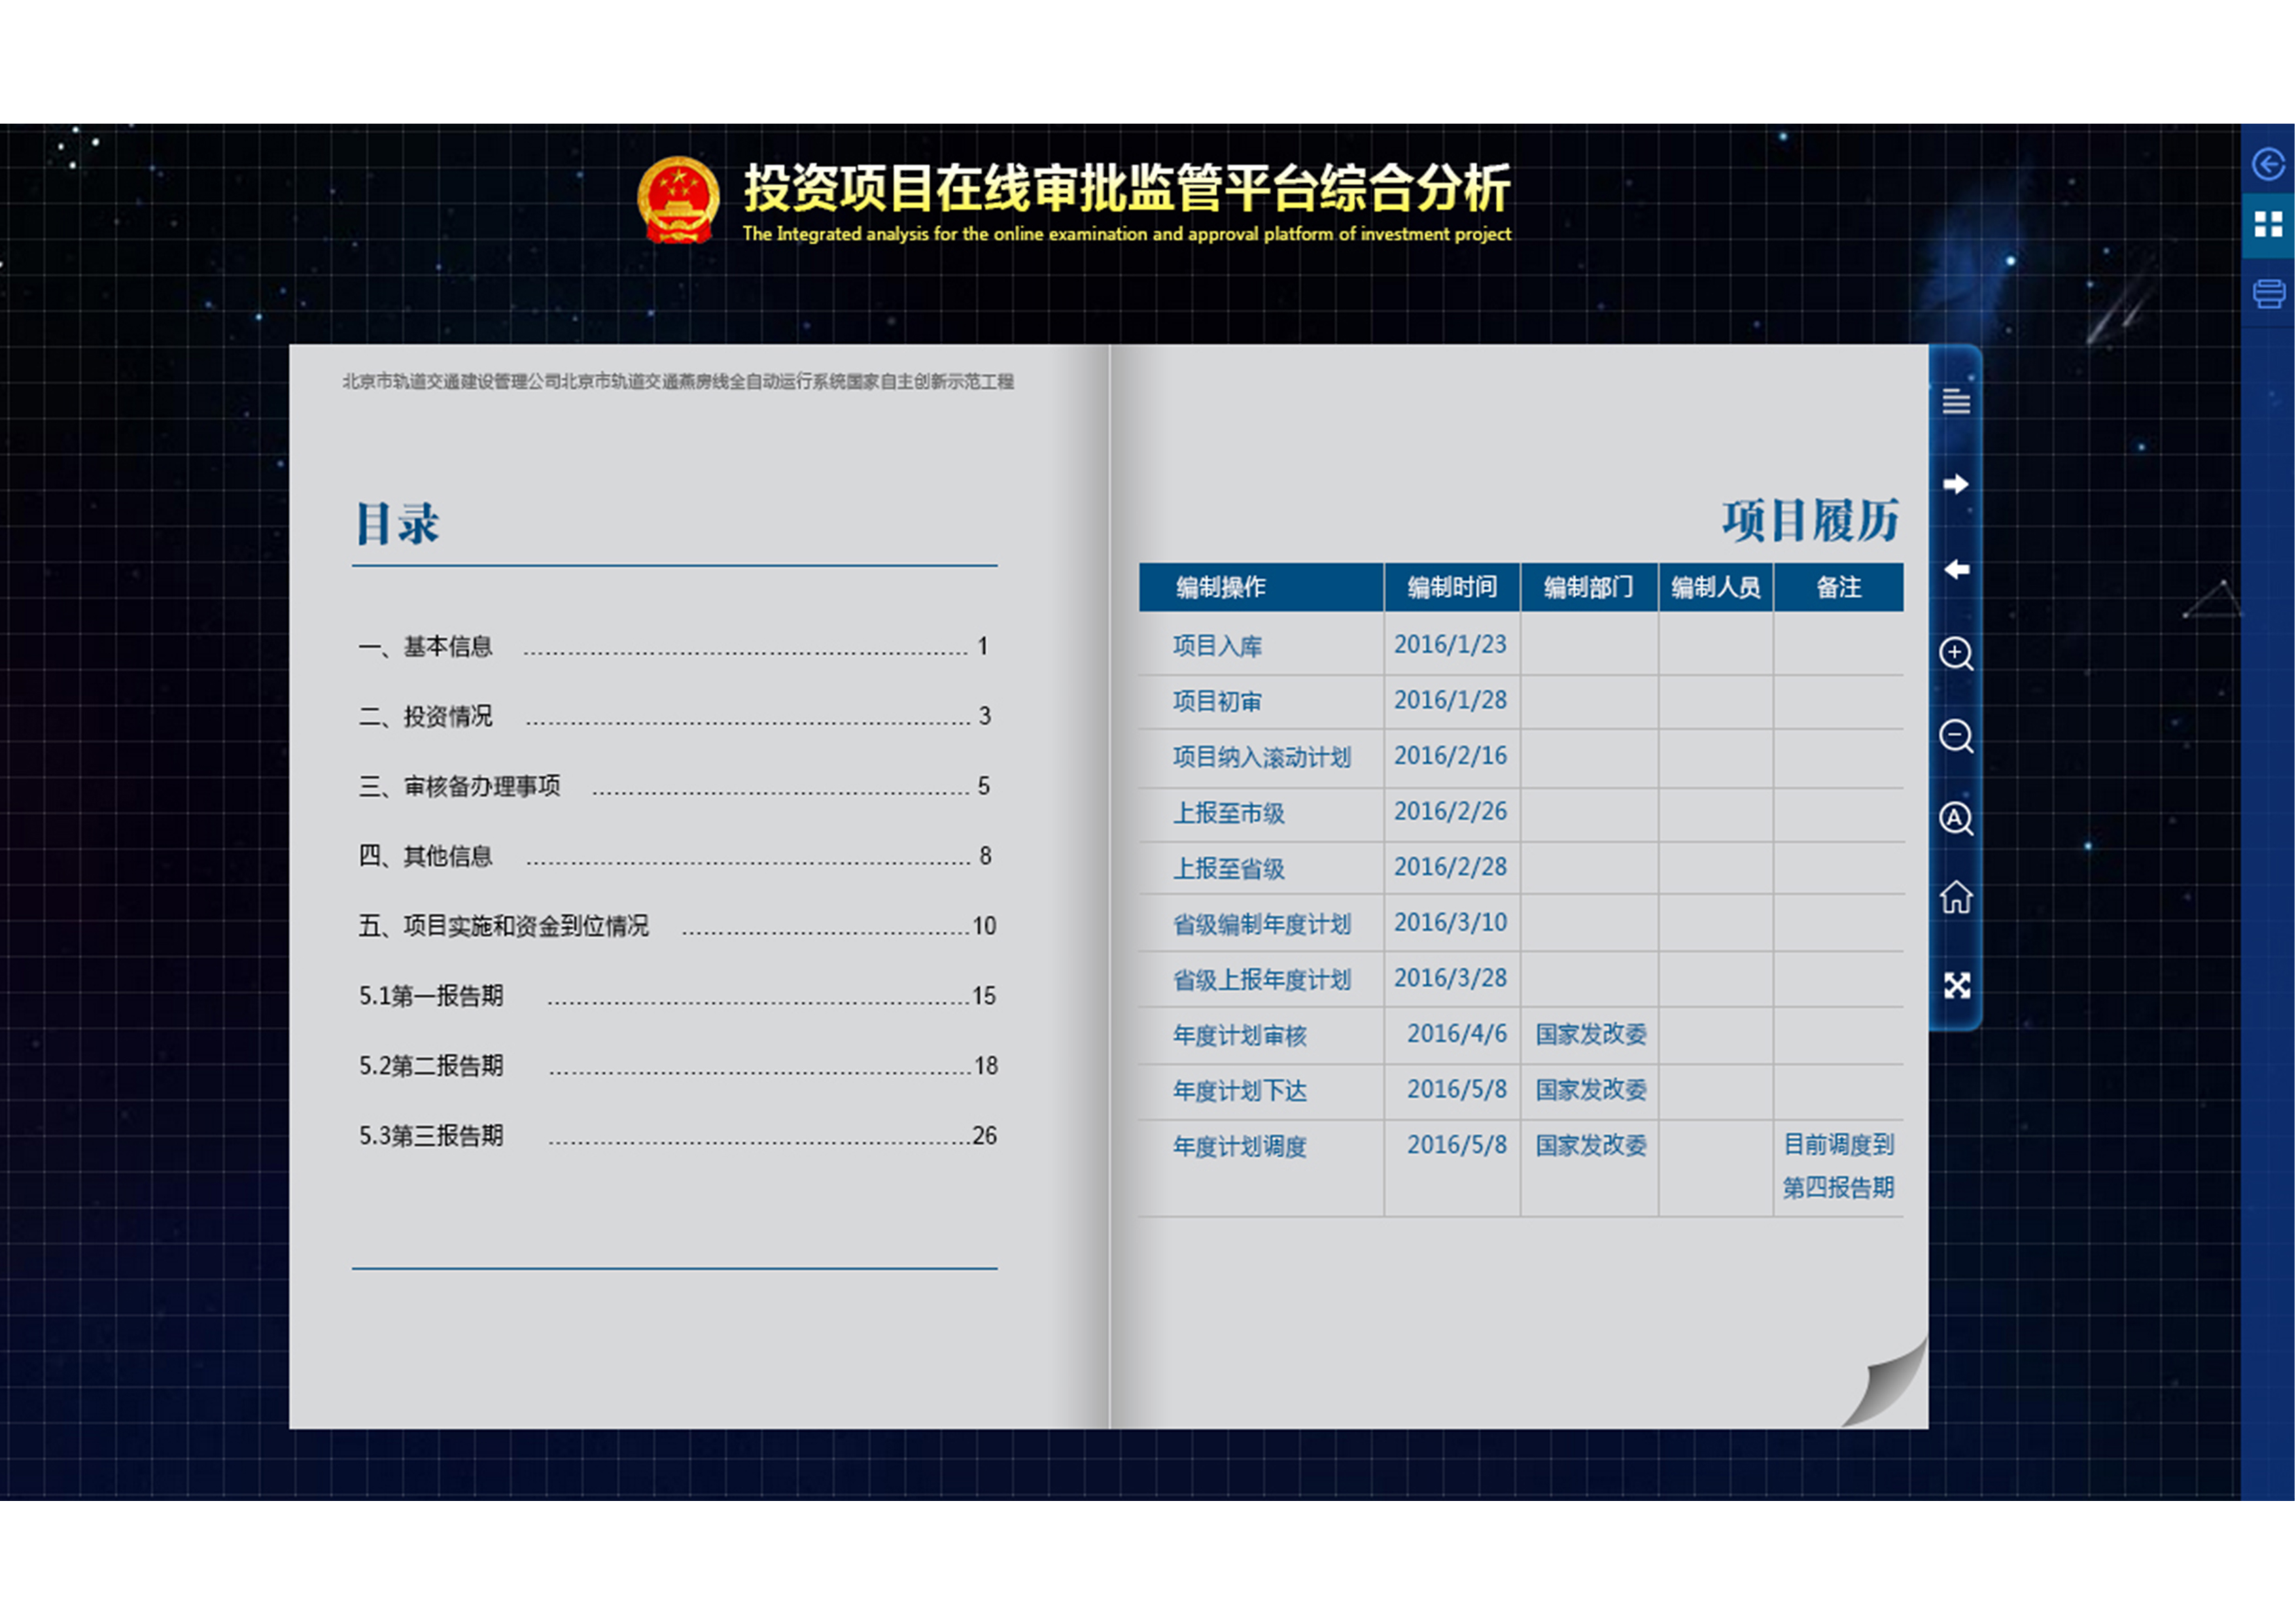 投资项目在线审批监管平台综合分析
The Integrated analysis for the online examination and approval platform of investment project
北京市轨道交通建设管理公司北京市轨道交通燕房线全自动运行系统国家自主创新示范工程
目录
一、基本信息 ............................................................ 1
二、投资情况 ............................................................ 3
三、审核备办理事项 ................................................... 5
四、其他信息 ............................................................ 8
五、项目实施和资金到位情况 .......................................10
5.1第一报告期 .........................................................15
5.2第二报告期 .........................................................18
5.3第三报告期 .........................................................26
项目履历
编制操作 编制时间 编制部门 编制人员 备注
项目入库 2016/1/23
项目初审 2016/1/28
项目纳入滚动计划 2016/2/16
上报至市级 2016/2/26
上报至省级 2016/2/28
省级编制年度计划 2016/3/10
省级上报年度计划 2016/3/28
年度计划审核 2016/4/6 国家发改委
年度计划下达 2016/5/8 国家发改委
年度计划调度 2016/5/8 国家发改委 目前调度到
第四报告期
A